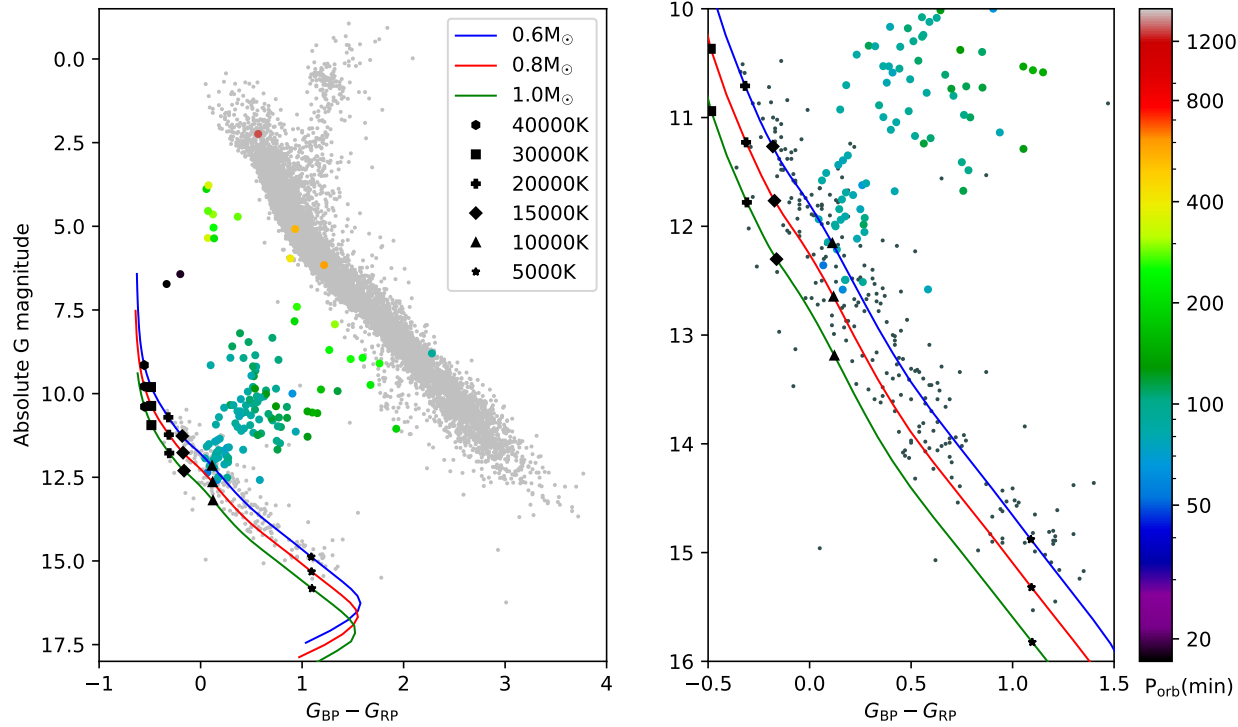 0.0
2.5
5.0
7.5
10.0
12.5
15.0
17.5
Absolute G magnitude
−1
0
1
2
3
4
G_BP − G_RP
0.6M⊙
0.8M⊙
1.0M⊙
40000K
30000K
20000K
15000K
10000K
5000K
10
11
12
13
14
15
16
−0.5
0.0
0.5
1.0
1.5
G_BP − G_RP
1200
800
400
200
100
50
20
P_orb(min)